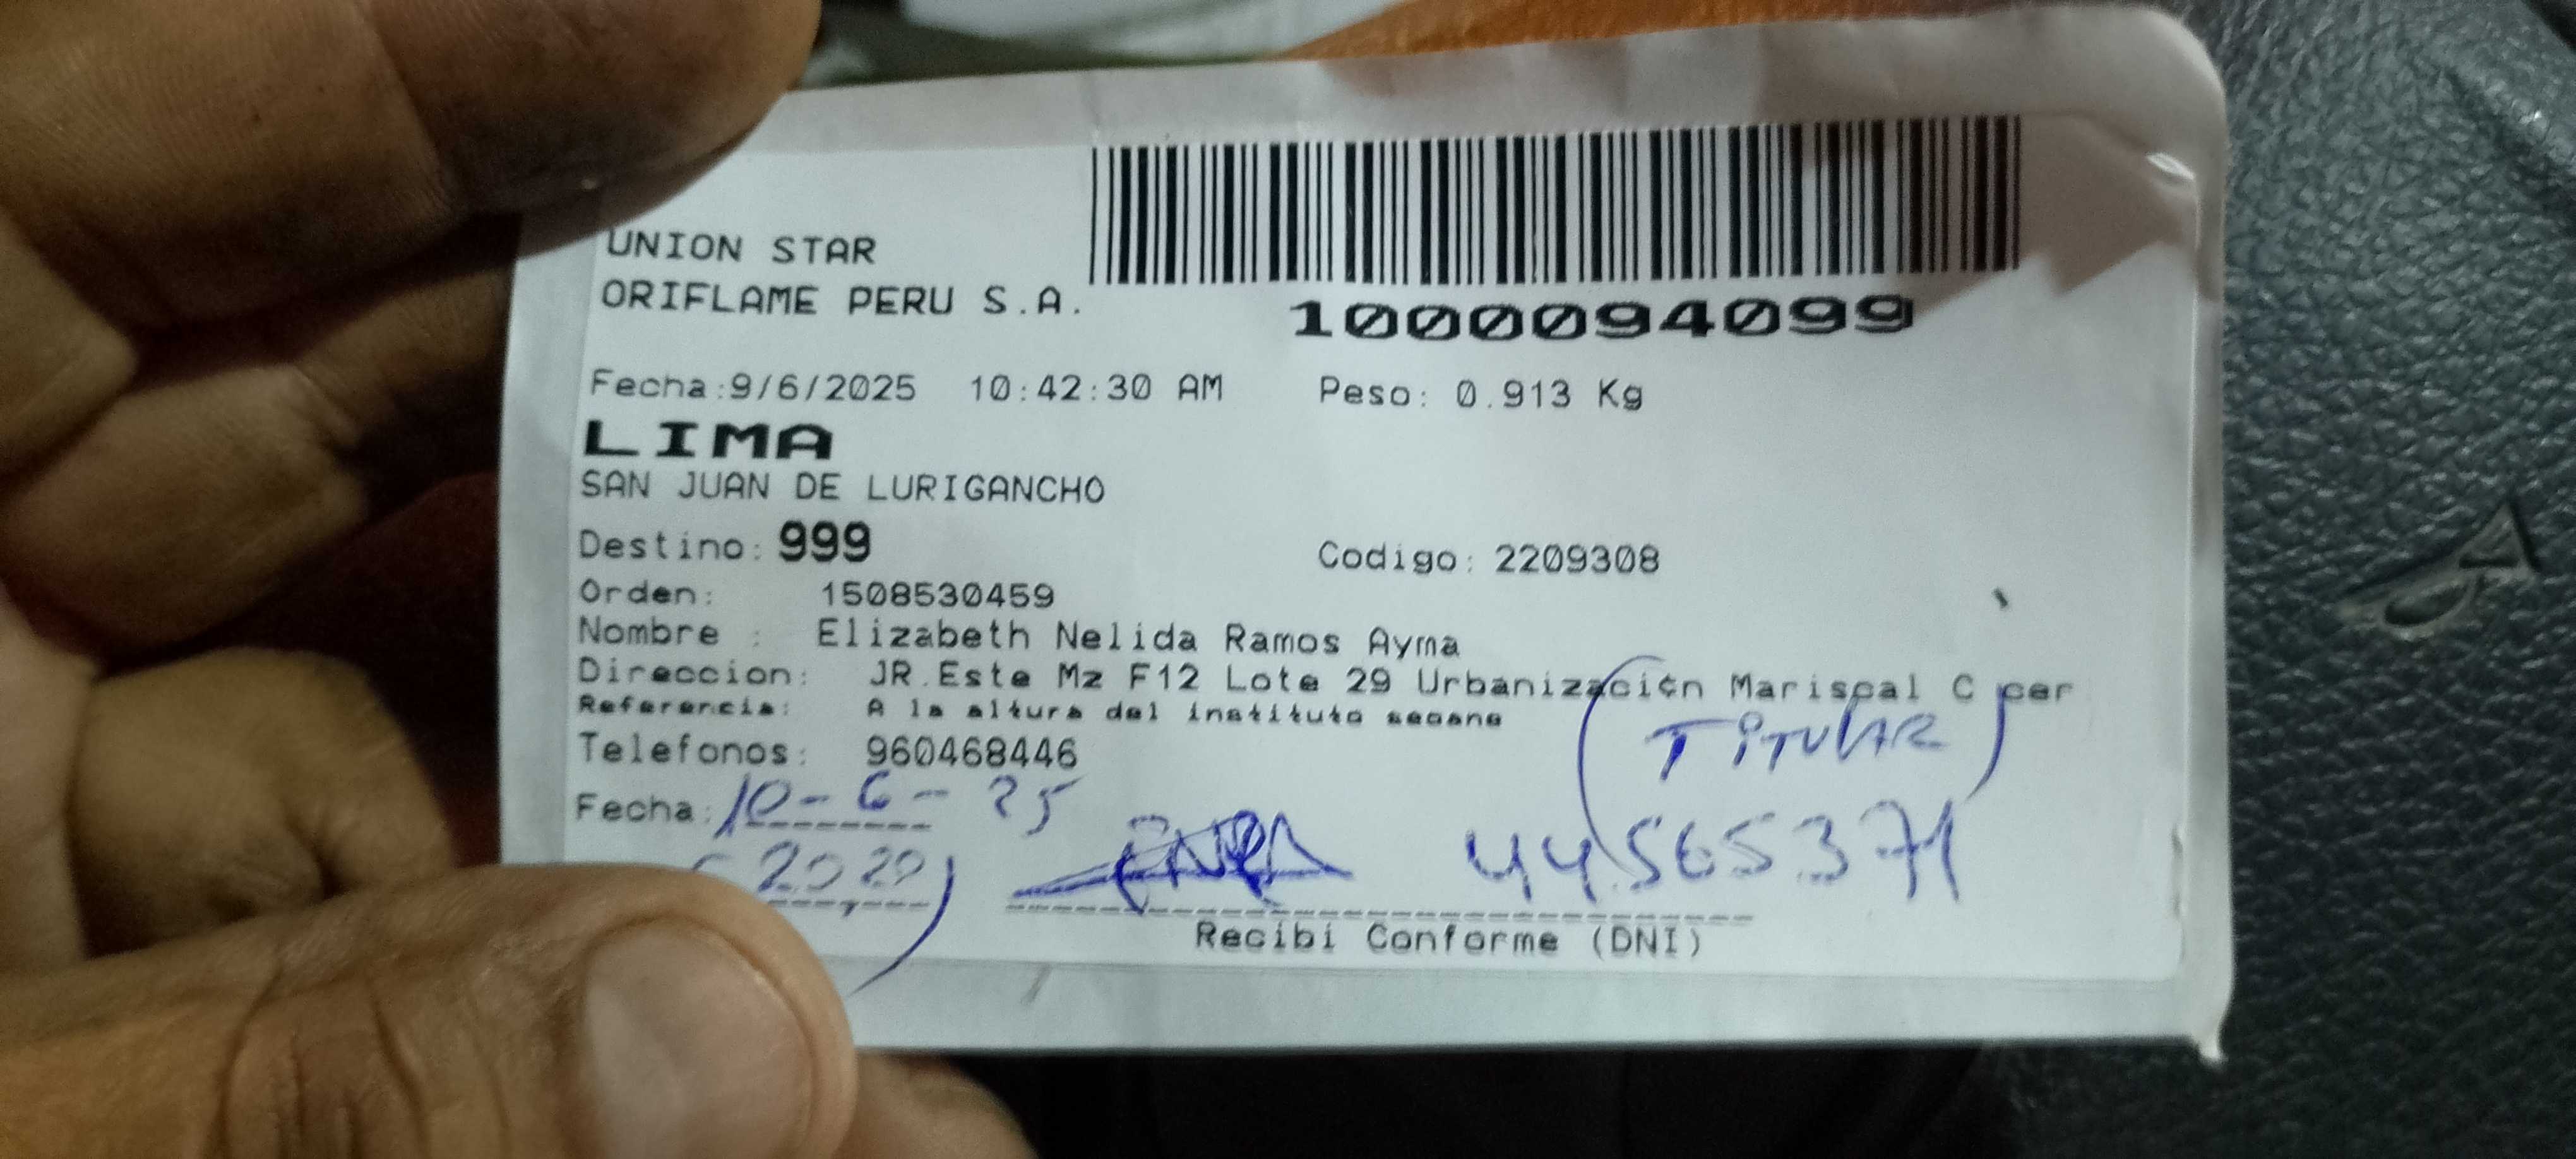 UNION STAR
ORIFLAME PERU S.A.
1000094099
Fecha:9/6/2025 10:42:30 AM Peso: 0.913 Kg
LIMA
SAN JUAN DE LURIGANCHO
Destino: 999 Codigo: 2209308
Orden: 1508530459
Nombre : Elizabeth Nelida Ramos Ayma
Direccion: JR.Este Mz F12 Lote 29 Urbanización Mariscal C cer
Referencia: A la altura del instituto seoane
Telefonos: 960468446
(TITULAR)
Fecha: 10-6-25
2020) 44565371
Recibi Conforme (DNI)